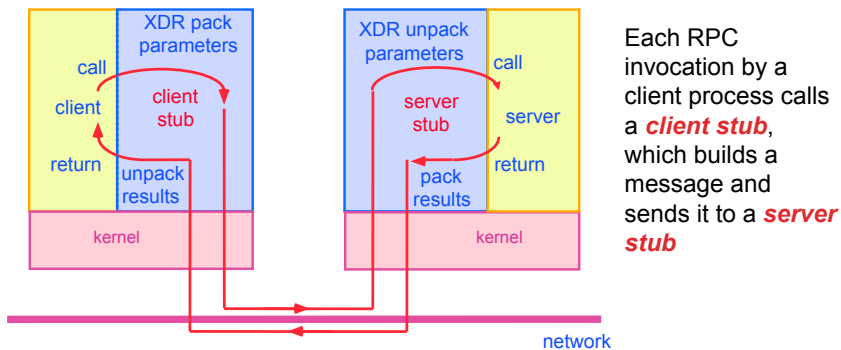 XDR pack
parameters
call
client
client
stub
return
unpack
results
kernel
XDR unpack
parameters
call
server
stub
server
return
pack
results
kernel
network
Each RPC
invocation by a
client process calls
a client stub,
which builds a
message and
sends it to a server
stub